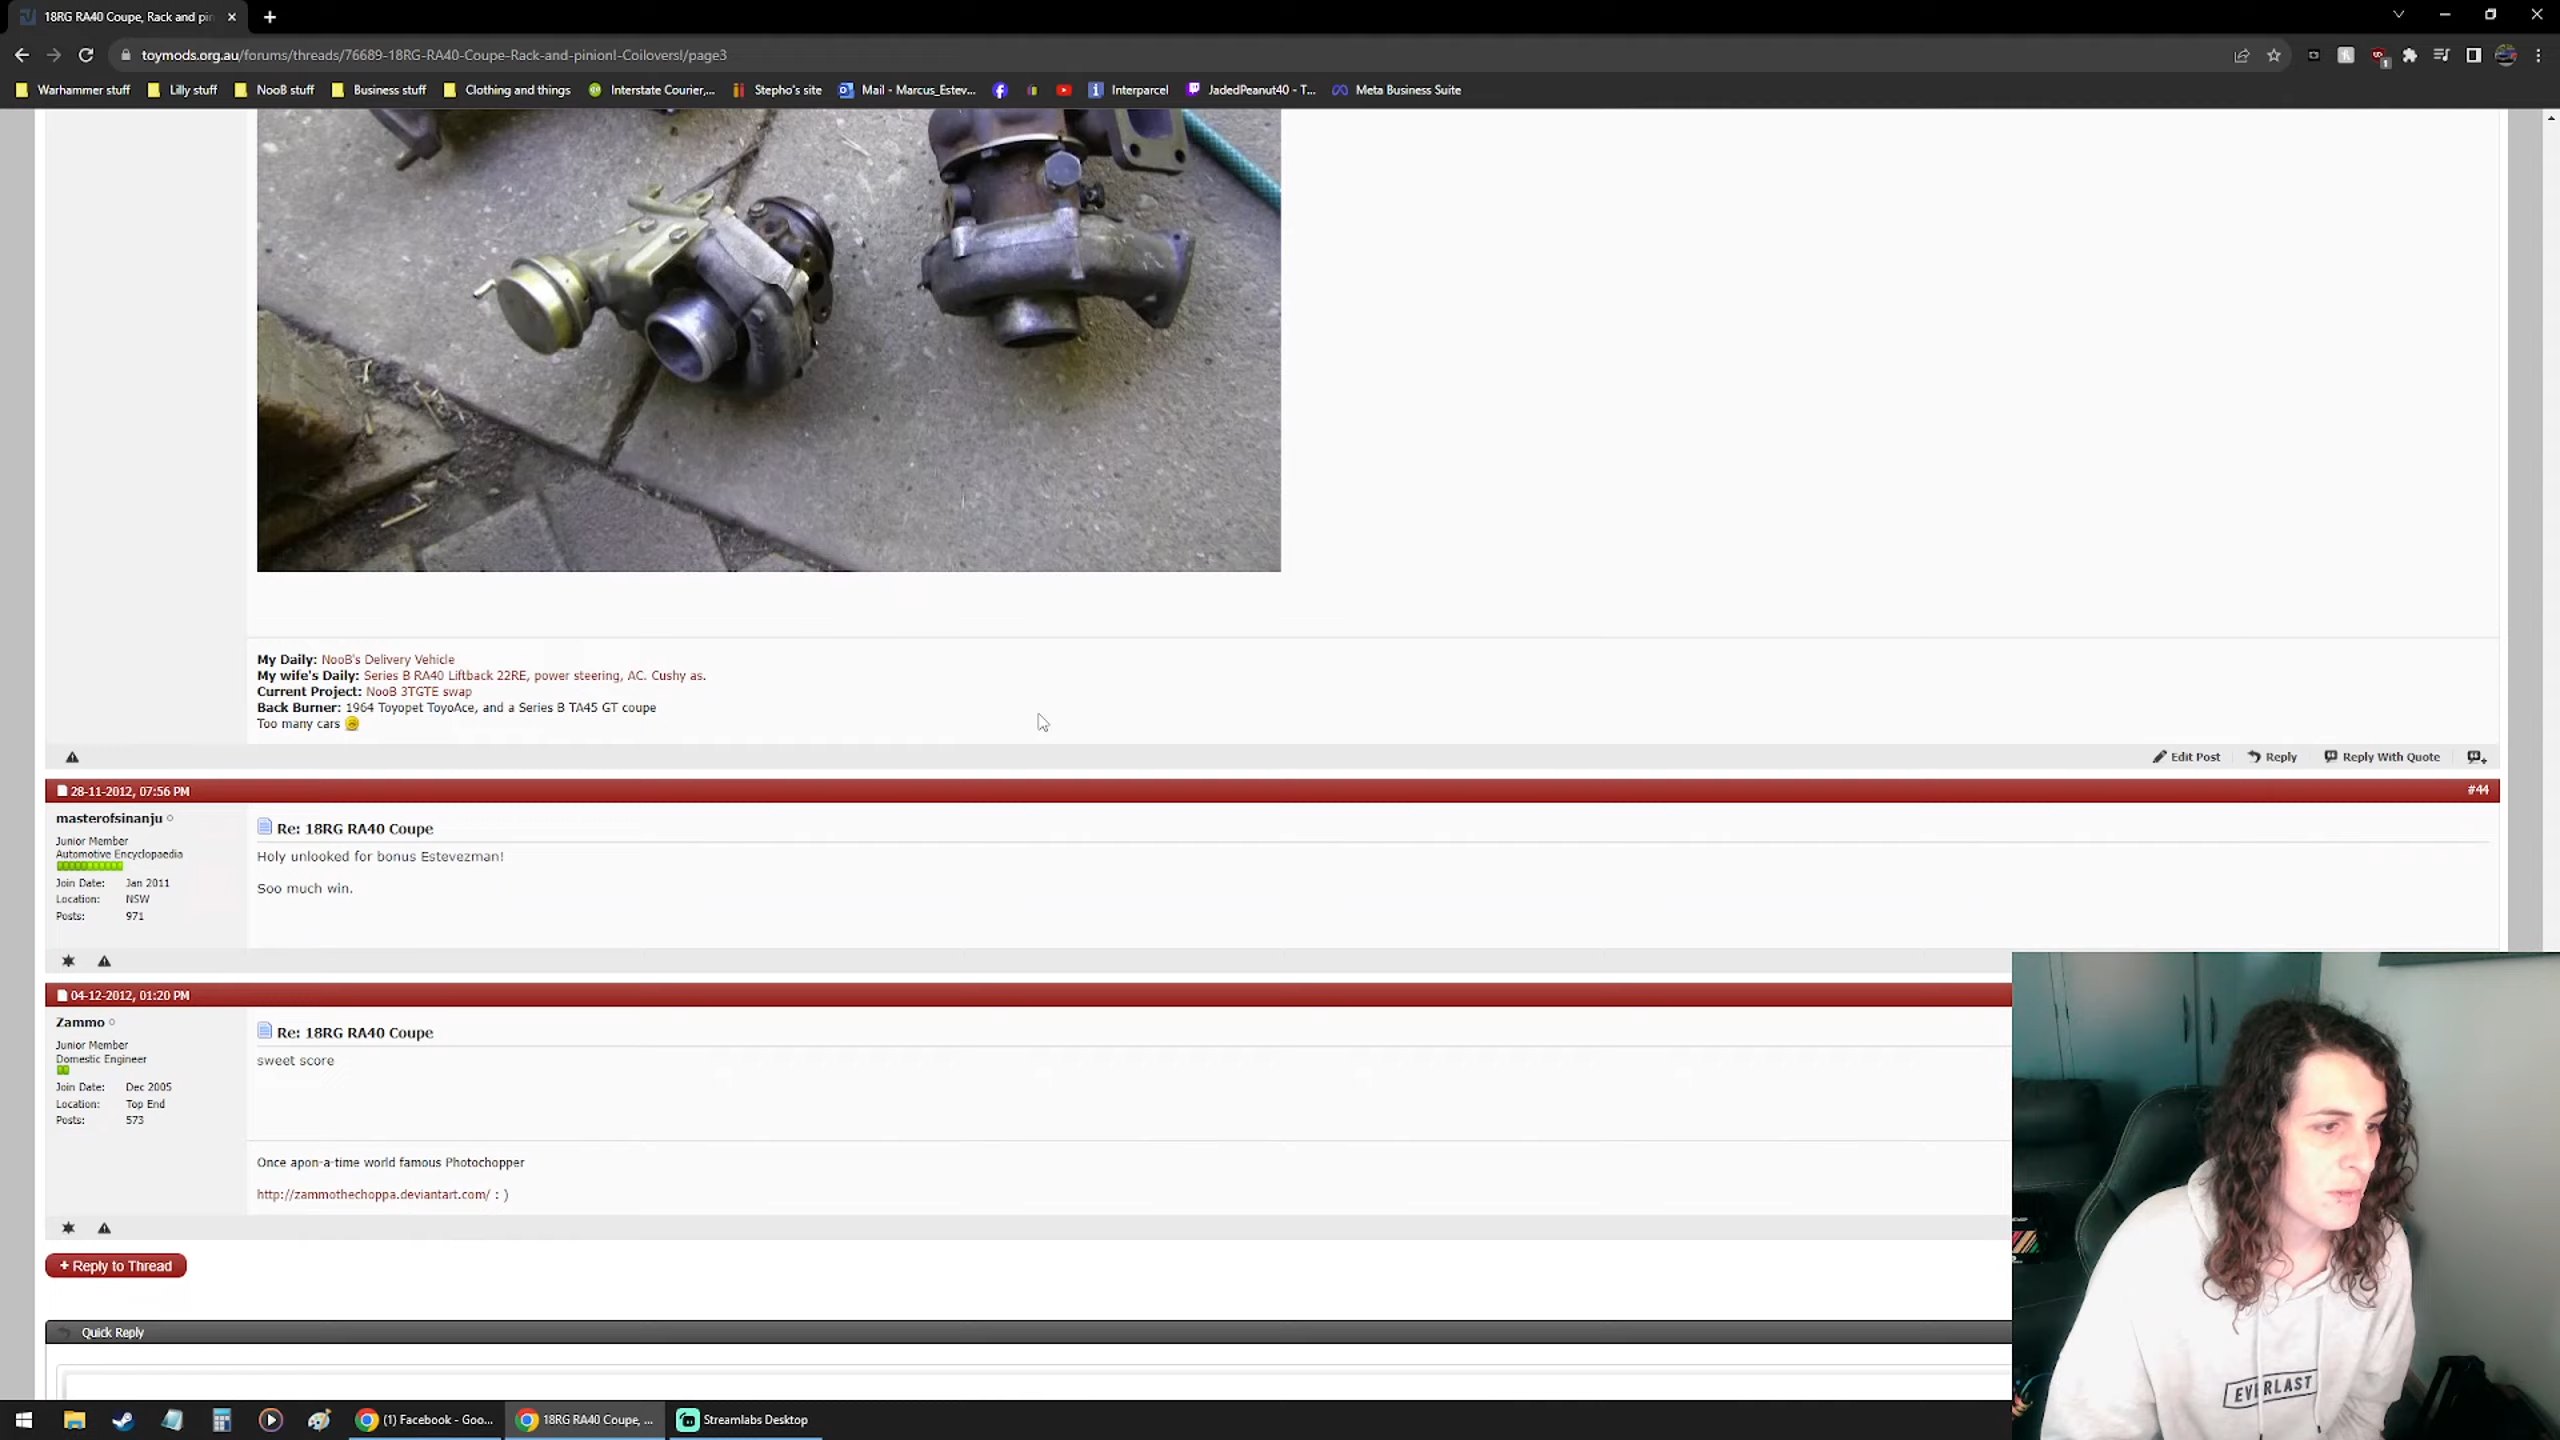 18RG RA40 Coupe, Rack and pin
toymods.org.au/forums/threads/76689-18RG-RA40-Coupe-Rack-and-pinion!-Coilovers!/page3
Warhammer stuff
Lilly stuff
NooB stuff
Business stuff
Clothing and things
Interstate Courier,...
Stepho's site
Mail - Marcus_Estev...
Interparcel
JadedPeanut40 - T...
Meta Business Suite
My Daily: NooB's Delivery Vehicle
My wife's Daily: Series B RA40 Liftback 22RE, power steering, AC. Cushy as.
Current Project: NooB 3TGTE swap
Back Burner: 1964 Toyopet ToyoAce, and a Series B TA45 GT coupe
Too many cars
Edit Post
Reply
Reply With Quote
28-11-2012, 07:56 PM
#44
masterofsinanju
Junior Member
Automotive Encyclopaedia
Join Date: Jan 2011
Location: NSW
Posts: 971
Re: 18RG RA40 Coupe
Holy unlooked for bonus Estevezman!
Soo much win.
04-12-2012, 01:20 PM
Zammo
Junior Member
Domestic Engineer
Join Date: Dec 2005
Location: Top End
Posts: 573
Re: 18RG RA40 Coupe
sweet score
Once apon-a-time world famous Photochopper
http://zammothechoppa.deviantart.com/ : )
+ Reply to Thread
Quick Reply
EVERLAST
(1) Facebook - Goo...
18RG RA40 Coupe, ...
Streamlabs Desktop